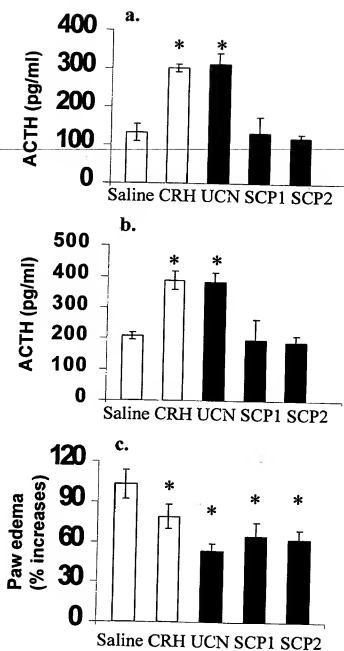 a.
400
300
200
100
0
ACTH (pg/ml)
* *
Saline CRH UCN SCP1 SCP2
b.
500
400
300
200
100
0
ACTH (pg/ml)
* *
Saline CRH UCN SCP1 SCP2
c.
120
90
60
30
0
Paw edema
(% increases)
* * * *
Saline CRH UCN SCP1 SCP2